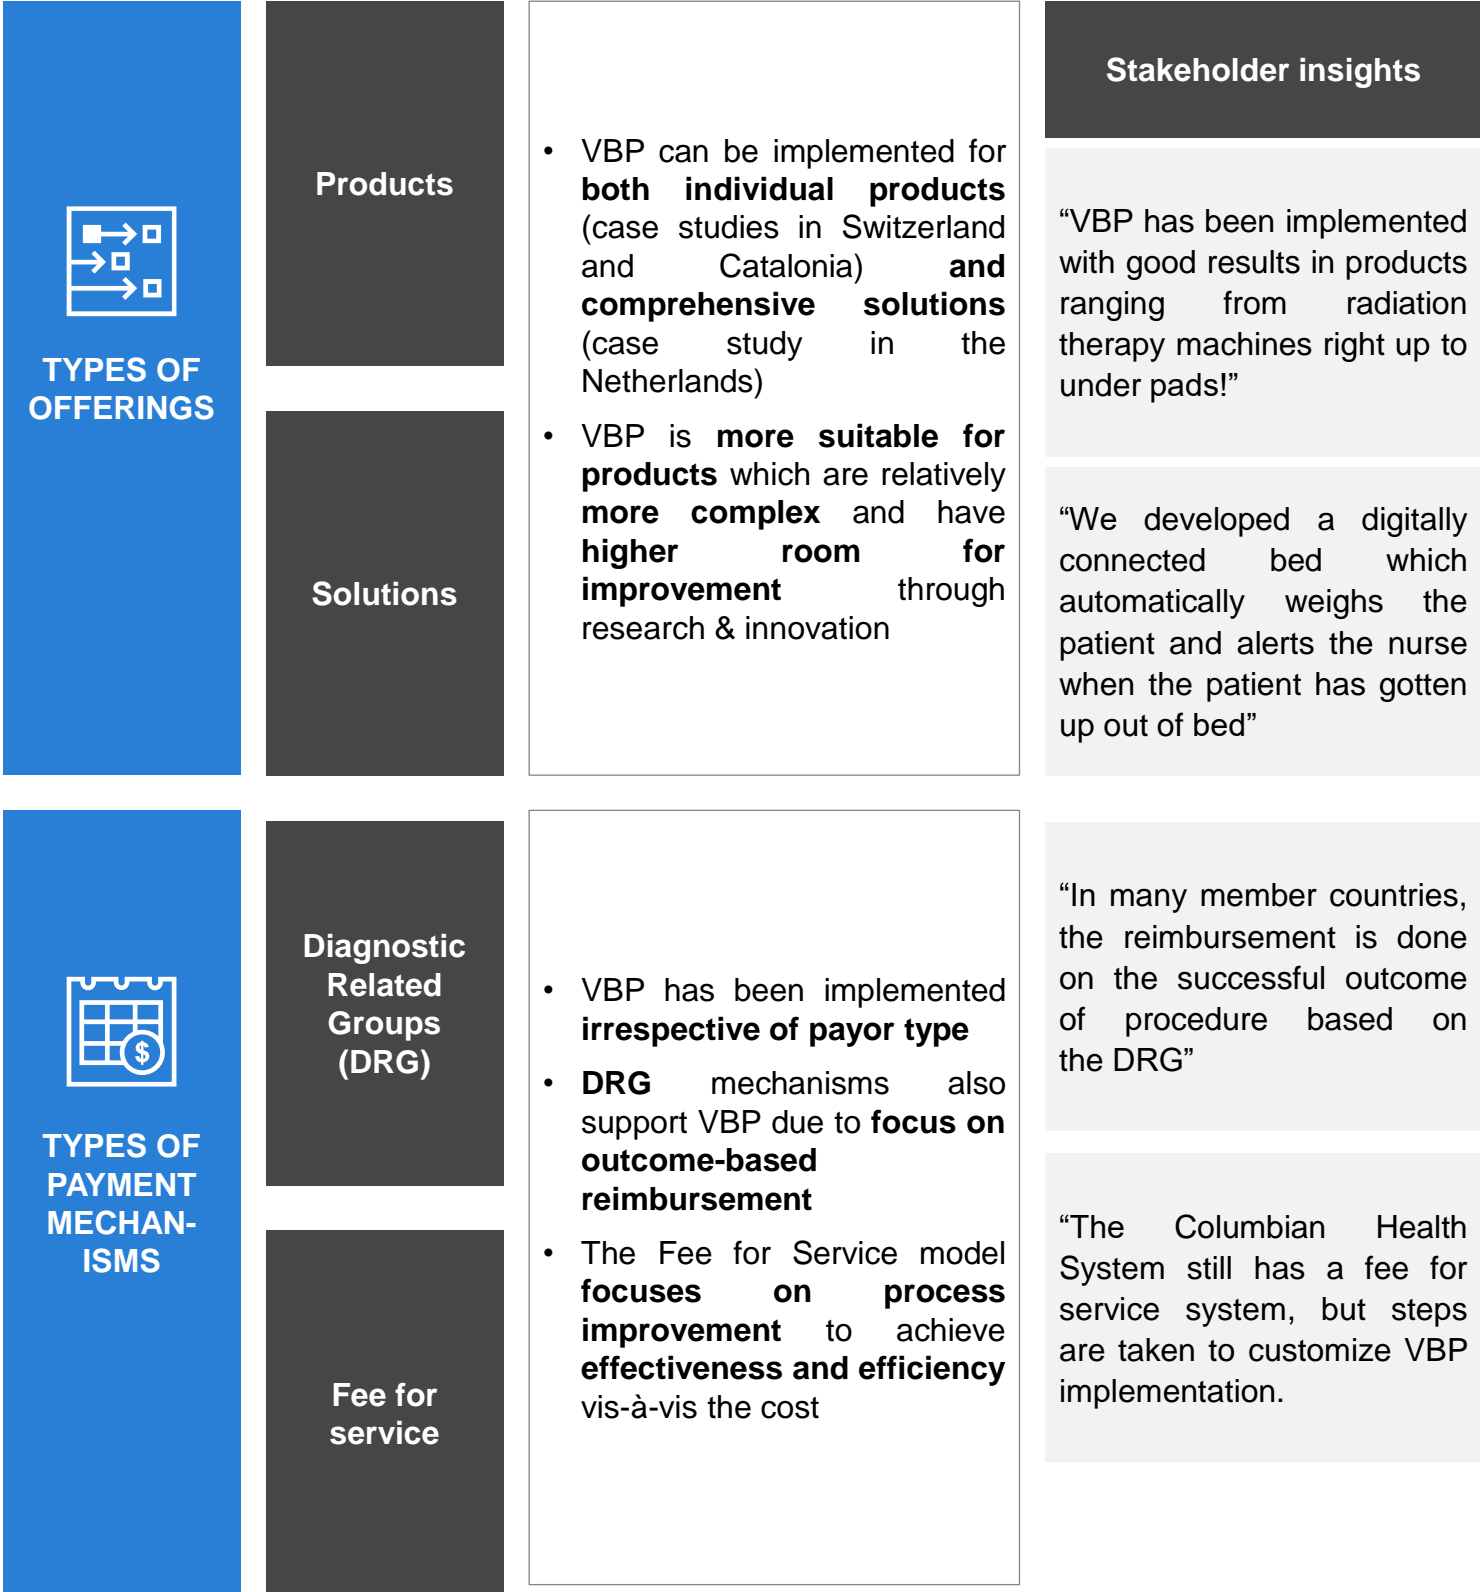 TYPES OF
OFFERINGS
Products
Solutions
• VBP can be implemented for
both individual products
(case studies in Switzerland
and Catalonia) and
comprehensive solutions
(case study in the
Netherlands)
• VBP is more suitable for
products which are relatively
more complex and have
higher room for
improvement through
research & innovation
Stakeholder insights
“VBP has been implemented
with good results in products
ranging from radiation
therapy machines right up to
under pads!”
“We developed a digitally
connected bed which
automatically weighs the
patient and alerts the nurse
when the patient has gotten
up out of bed”
$
TYPES OF
PAYMENT
MECHAN-
ISMS
Diagnostic
Related
Groups
(DRG)
Fee for
service
• VBP has been implemented
irrespective of payor type
• DRG mechanisms also
support VBP due to focus on
outcome-based
reimbursement
• The Fee for Service model
focuses on process
improvement to achieve
effectiveness and efficiency
vis-à-vis the cost
“In many member countries,
the reimbursement is done
on the successful outcome
of procedure based on
the DRG”
“The Columbian Health
System still has a fee for
service system, but steps
are taken to customize VBP
implementation.